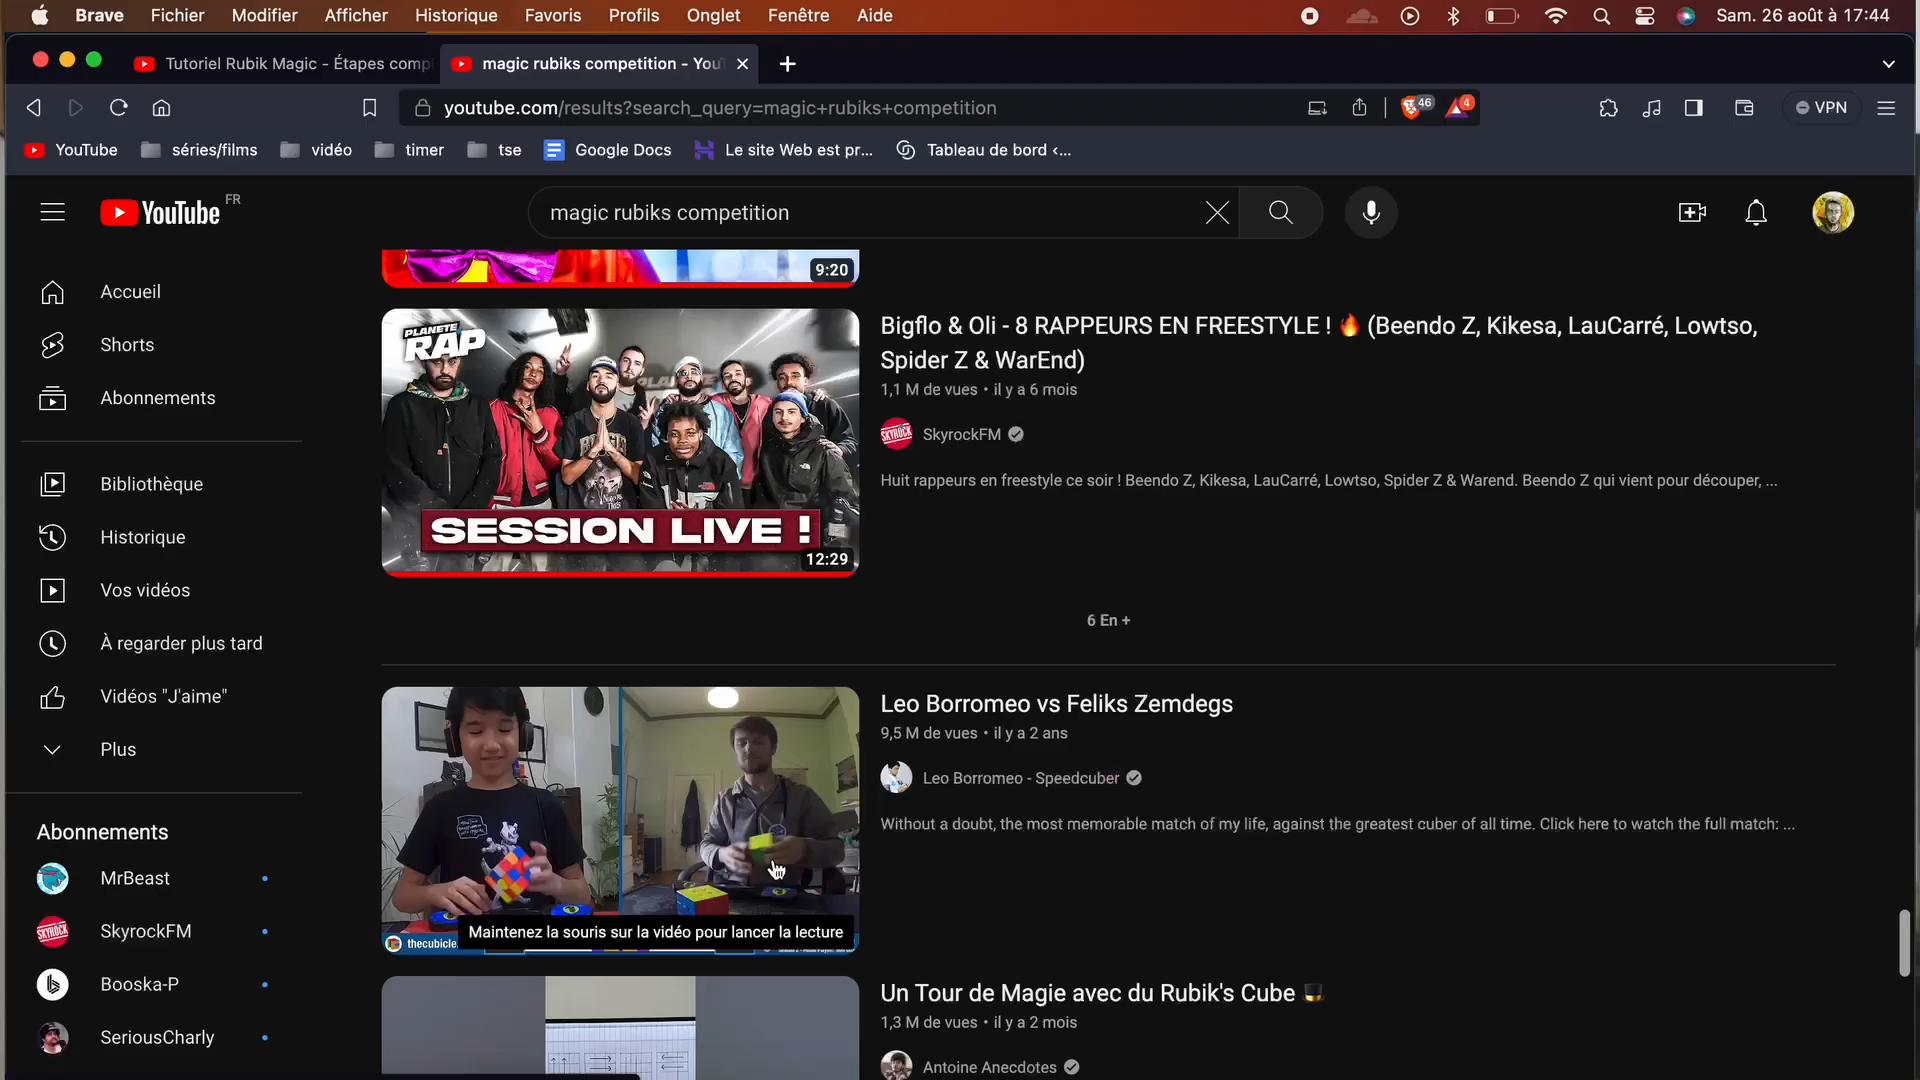 Brave Fichier Modifier Afficher Historique Favoris Profils Onglet Fenêtre Aide Sam. 26 août à 17:44
Tutoriel Rubik Magic - Étapes comp
magic rubiks competition - You
youtube.com/results?search_query=magic+rubiks+competition
46
4
VPN
YouTube séries/films vidéo timer tse Google Docs Le site Web est pr... Tableau de bord <...
YouTube FR
magic rubiks competition
Accueil
Shorts
Abonnements
Bibliothèque
Historique
Vos vidéos
À regarder plus tard
Vidéos "J'aime"
Plus
Abonnements
MrBeast
SkyrockFM
Booska-P
SeriousCharly
9:20
PLANETE
RAP
SESSION LIVE !
12:29
Bigflo & Oli - 8 RAPPEURS EN FREESTYLE ! 🔥 (Beendo Z, Kikesa, LauCarré, Lowtso,
Spider Z & WarEnd)
1,1 M de vues • il y a 6 mois
SKYROCK
SkyrockFM
Huit rappeurs en freestyle ce soir ! Beendo Z, Kikesa, LauCarré, Lowtso, Spider Z & Warend. Beendo Z qui vient pour découper, ...
6 En +
thecubicle.
Maintenez la souris sur la vidéo pour lancer la lecture
Leo Borromeo vs Feliks Zemdegs
9,5 M de vues • il y a 2 ans
Leo Borromeo - Speedcuber
Without a doubt, the most memorable match of my life, against the greatest cuber of all time. Click here to watch the full match: ...
Un Tour de Magie avec du Rubik's Cube 🎩
1,3 M de vues • il y a 2 mois
Antoine Anecdotes